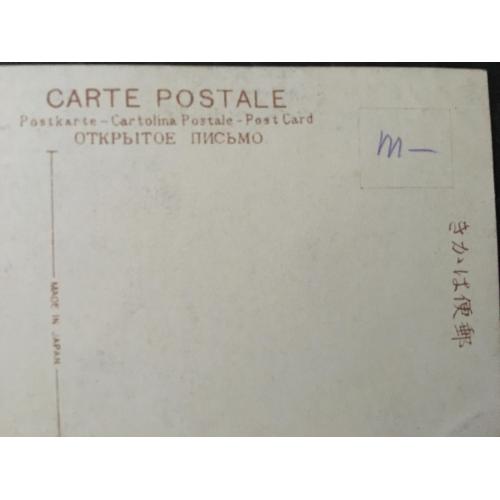 CARTE POSTALE
Postkarte – Cartolina Postale - Post Card
ОТКРЫТОЕ ПИСЬМО
m—
MADE IN JAPAN
きかは便郵